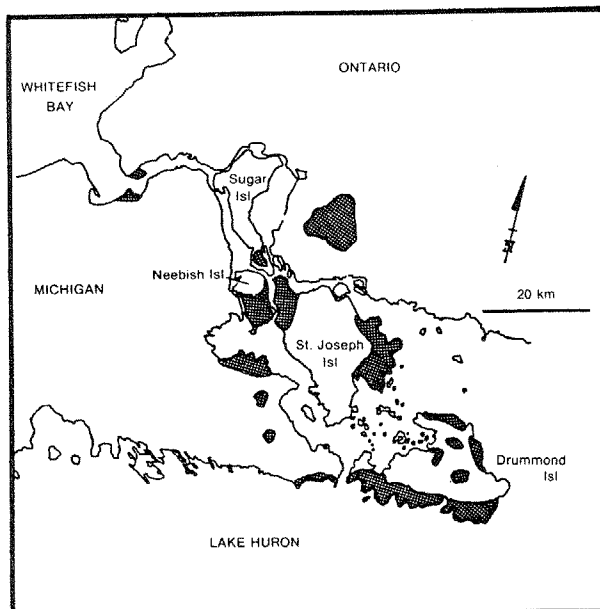 ONTARIO
WHITEFISH
BAY
Sugar
Isl
Neebish Isl
MICHIGAN
N
20 km
St. Joseph
Isl
Drummond
Isl
LAKE HURON